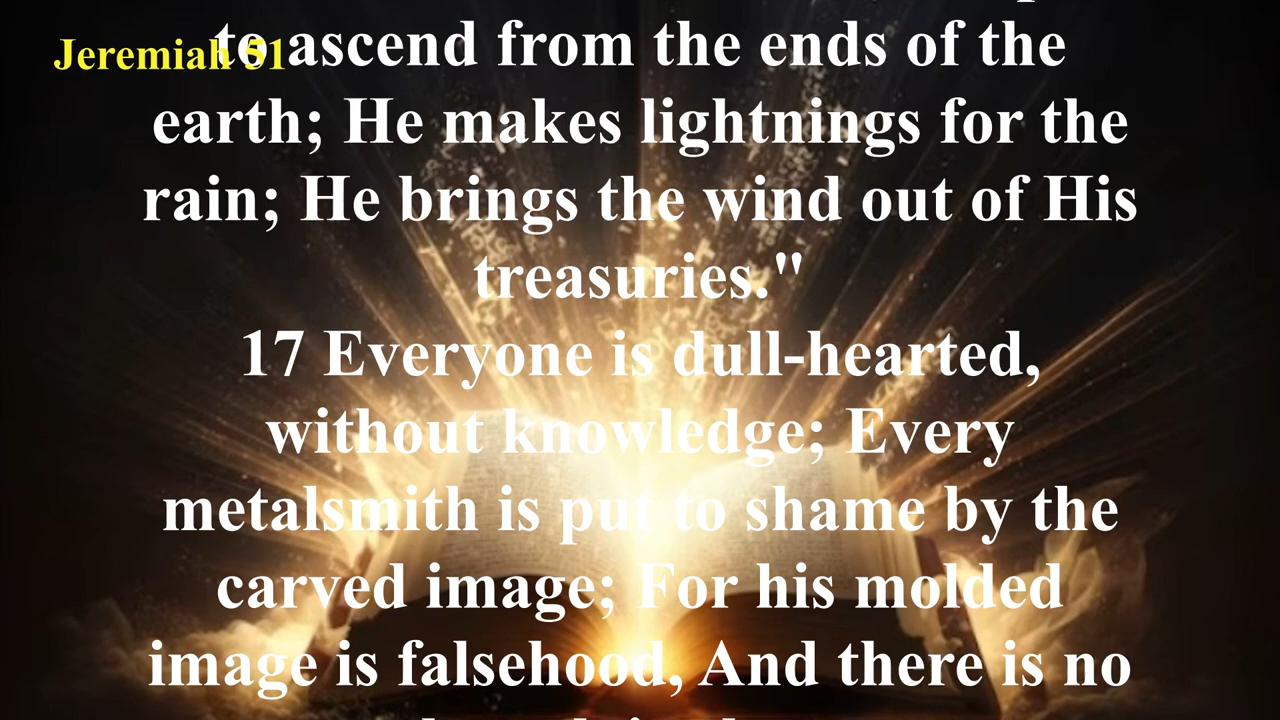 Jeremiah 51
to ascend from the ends of the
earth; He makes lightnings for the
rain; He brings the wind out of His
treasuries."
17 Everyone is dull-hearted,
without knowledge; Every
metalsmith is put to shame by the
carved image; For his molded
image is falsehood, And there is no